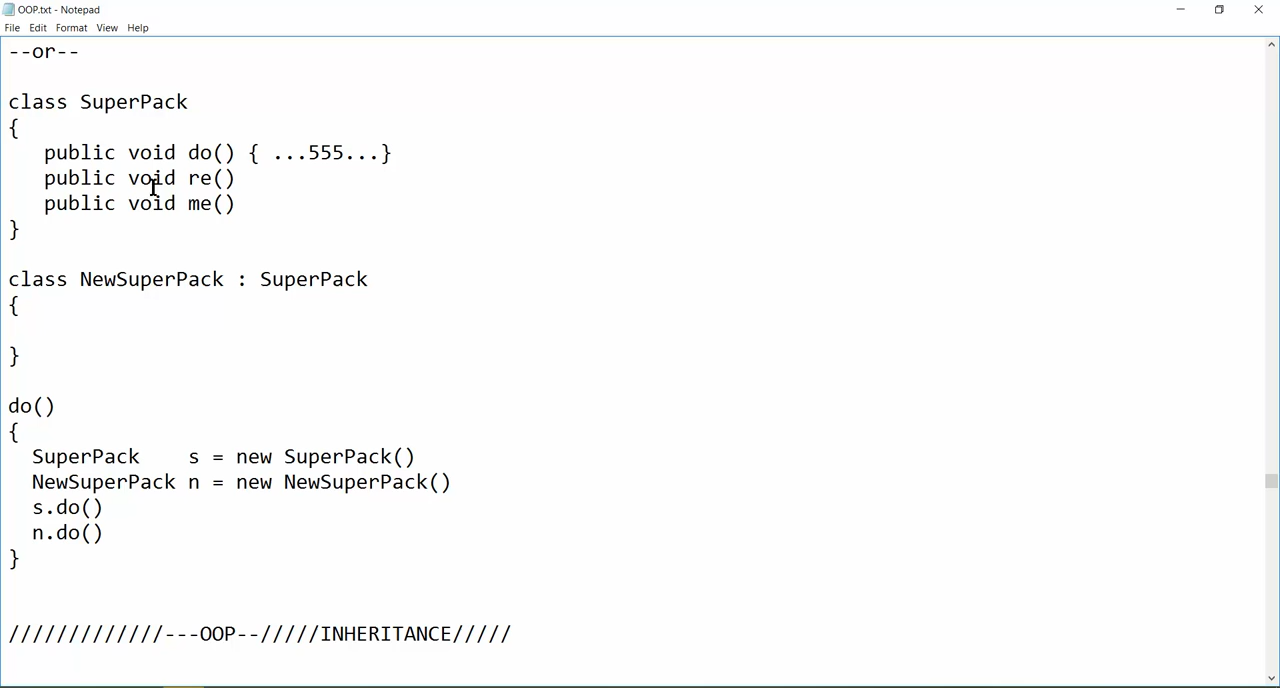 OOP.txt - Notepad
File Edit Format View Help
--or--
class SuperPack
{
   public void do() { ...555...}
   public void re()
   public void me()
}
class NewSuperPack : SuperPack
{
}
do()
{
  SuperPack    s = new SuperPack()
  NewSuperPack n = new NewSuperPack()
  s.do()
  n.do()
}
/////////////---OOP--/////INHERITANCE/////